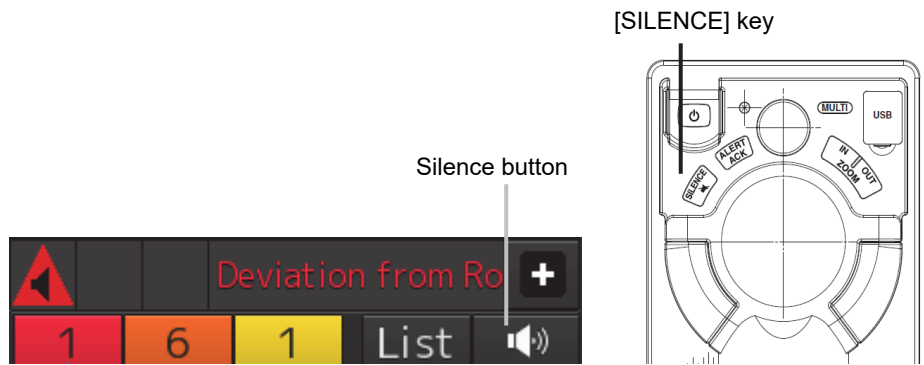 [SILENCE] key
MULTI
USB
ALERT
ACK
IN
OUT
ZOOM
SILENCE
Silence button
Deviation from Ro
1
6
1
List